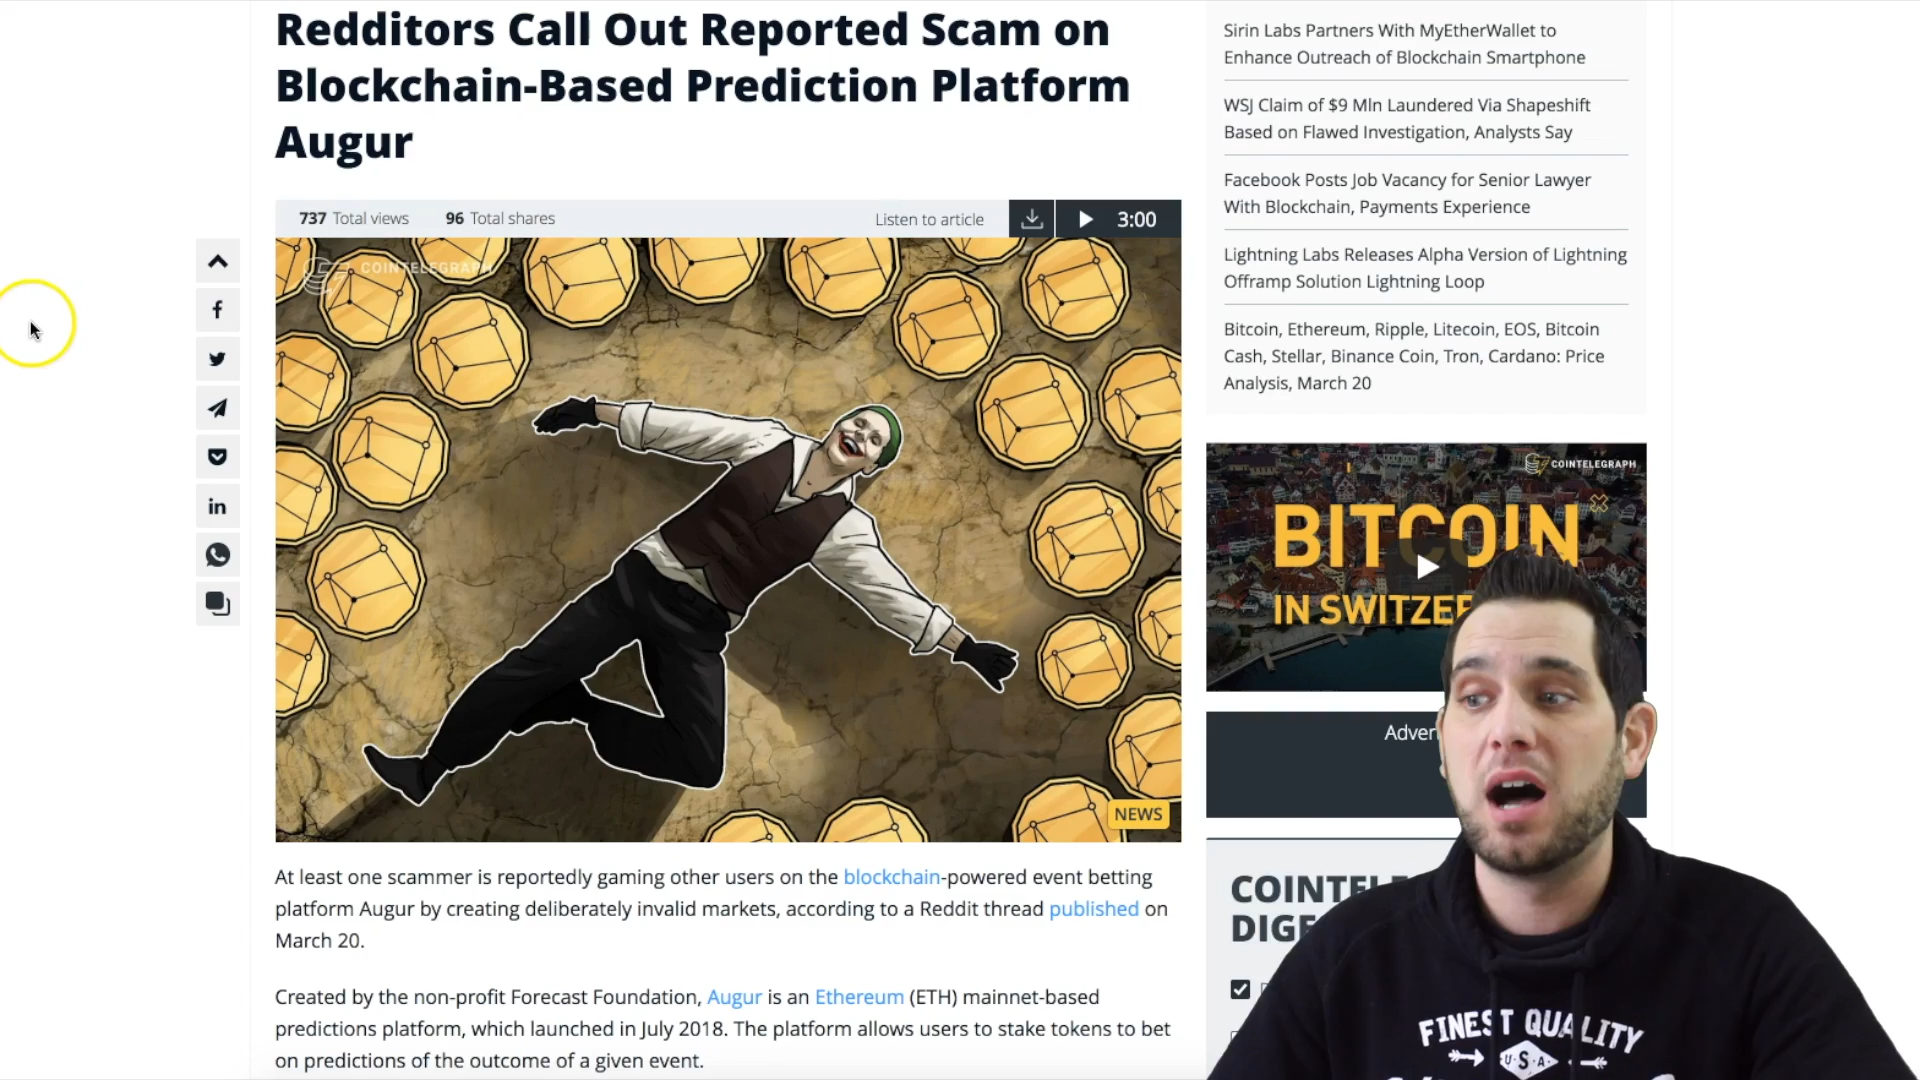 Redditors Call Out Reported Scam on
Blockchain-Based Prediction Platform
Augur
737 Total views 96 Total shares
Listen to article 3:00
COINTELEGRAPH
NEWS
At least one scammer is reportedly gaming other users on the blockchain-powered event betting
platform Augur by creating deliberately invalid markets, according to a Reddit thread published on
March 20.
Created by the non-profit Forecast Foundation, Augur is an Ethereum (ETH) mainnet-based
predictions platform, which launched in July 2018. The platform allows users to stake tokens to bet
on predictions of the outcome of a given event.
Sirin Labs Partners With MyEtherWallet to
Enhance Outreach of Blockchain Smartphone
WSJ Claim of $9 Mln Laundered Via Shapeshift
Based on Flawed Investigation, Analysts Say
Facebook Posts Job Vacancy for Senior Lawyer
With Blockchain, Payments Experience
Lightning Labs Releases Alpha Version of Lightning
Offramp Solution Lightning Loop
Bitcoin, Ethereum, Ripple, Litecoin, EOS, Bitcoin
Cash, Stellar, Binance Coin, Tron, Cardano: Price
Analysis, March 20
COINTELEGRAPH
BITCOIN
IN SWITZE
Adver
COINTEL
DIG
FINEST QUALITY
U·S·A